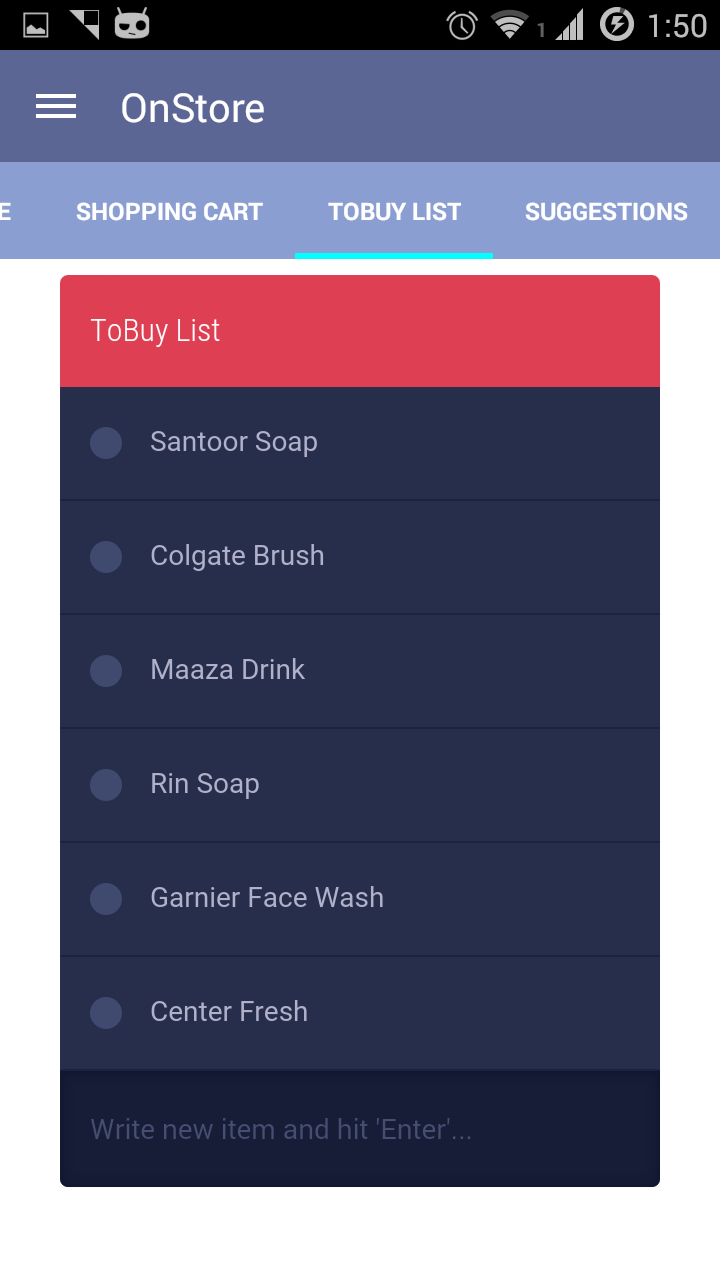 1 1:50
OnStore
E SHOPPING CART TOBUY LIST SUGGESTIONS
ToBuy List
Santoor Soap
Colgate Brush
Maaza Drink
Rin Soap
Garnier Face Wash
Center Fresh
Write new item and hit 'Enter'...